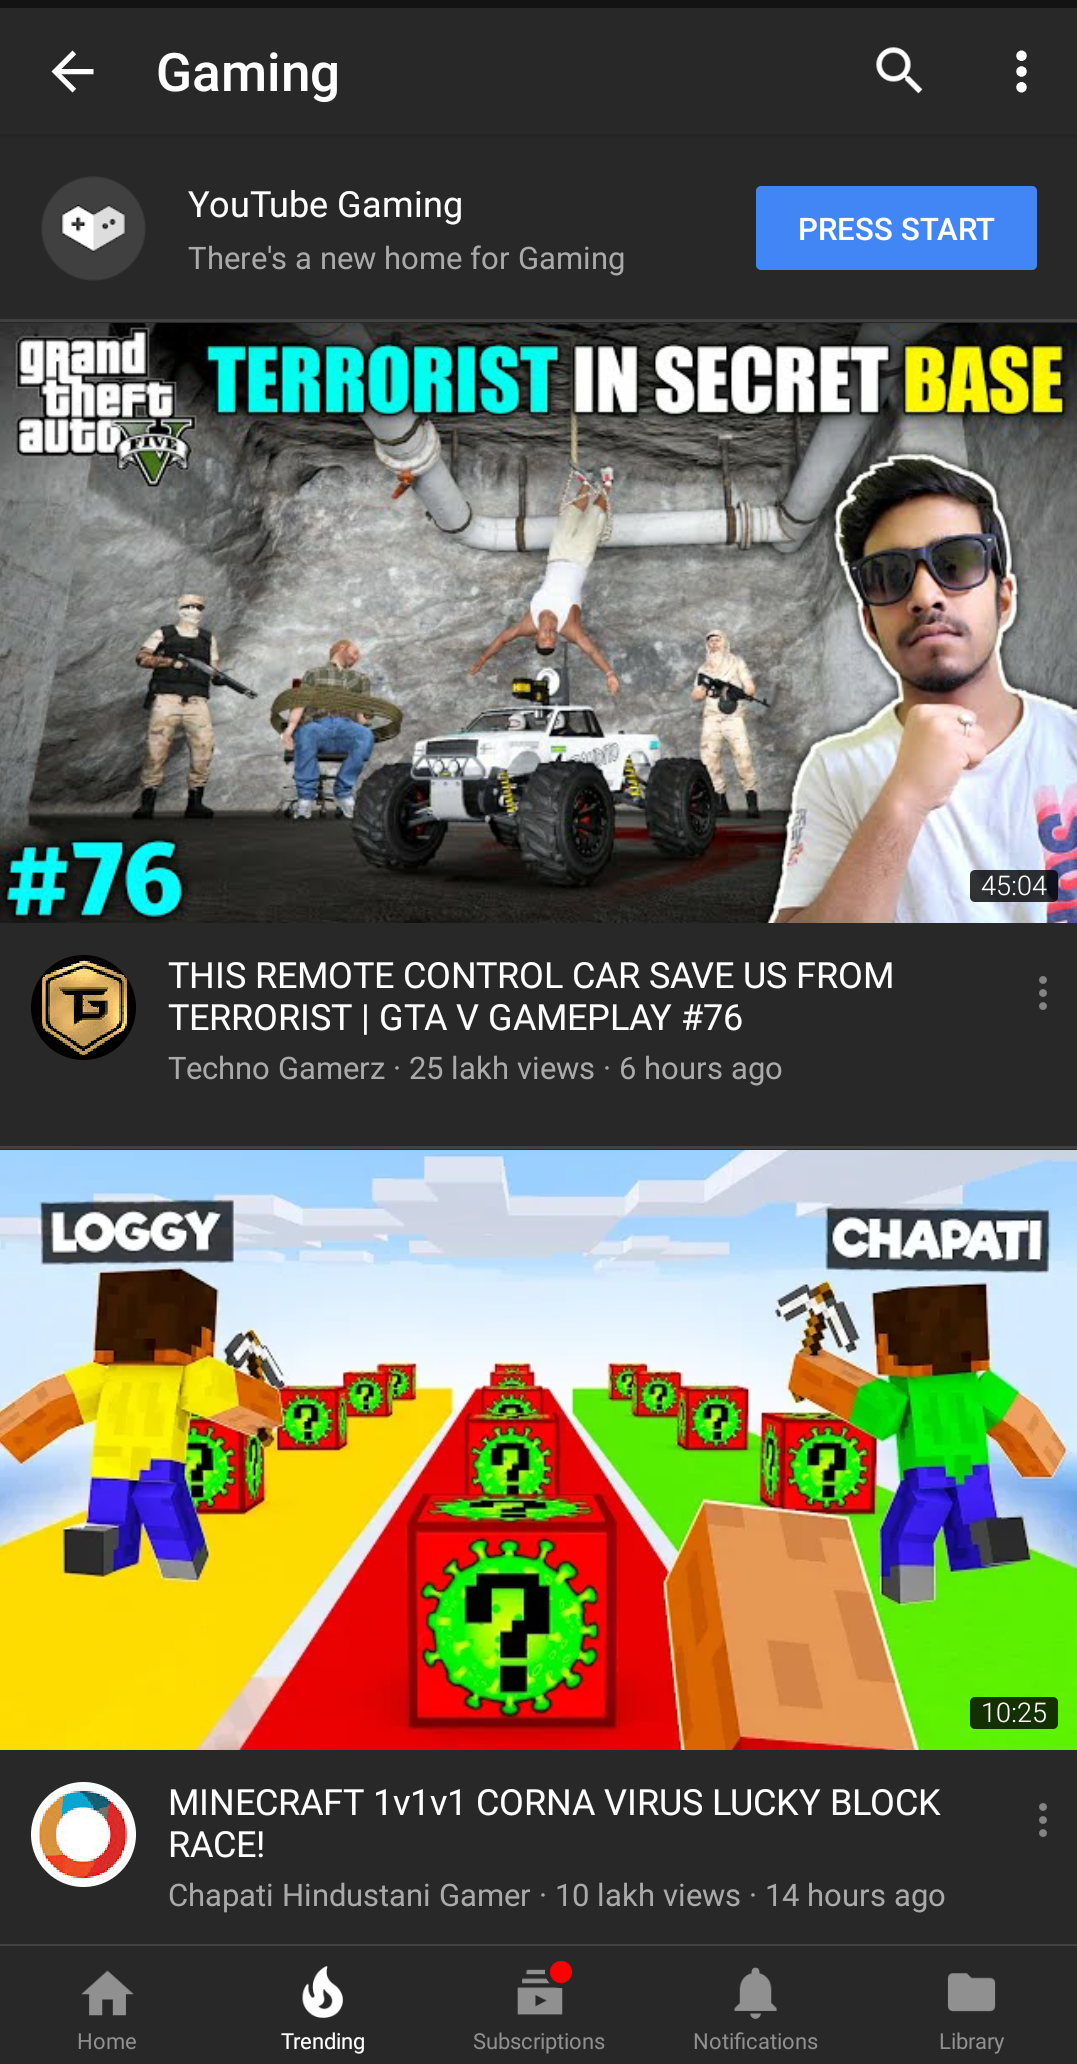 Gaming
YouTube Gaming
There's a new home for Gaming
PRESS START
grand
theft
auto
FIVE
V
TERRORIST IN SECRET BASE
#76
45:04
TG
THIS REMOTE CONTROL CAR SAVE US FROM
TERRORIST | GTA V GAMEPLAY #76
Techno Gamerz · 25 lakh views · 6 hours ago
LOGGY
CHAPATI
?
?
?
?
?
?
?
?
?
?
10:25
MINECRAFT 1v1v1 CORNA VIRUS LUCKY BLOCK
RACE!
Chapati Hindustani Gamer · 10 lakh views · 14 hours ago
Home
Trending
Subscriptions
Notifications
Library